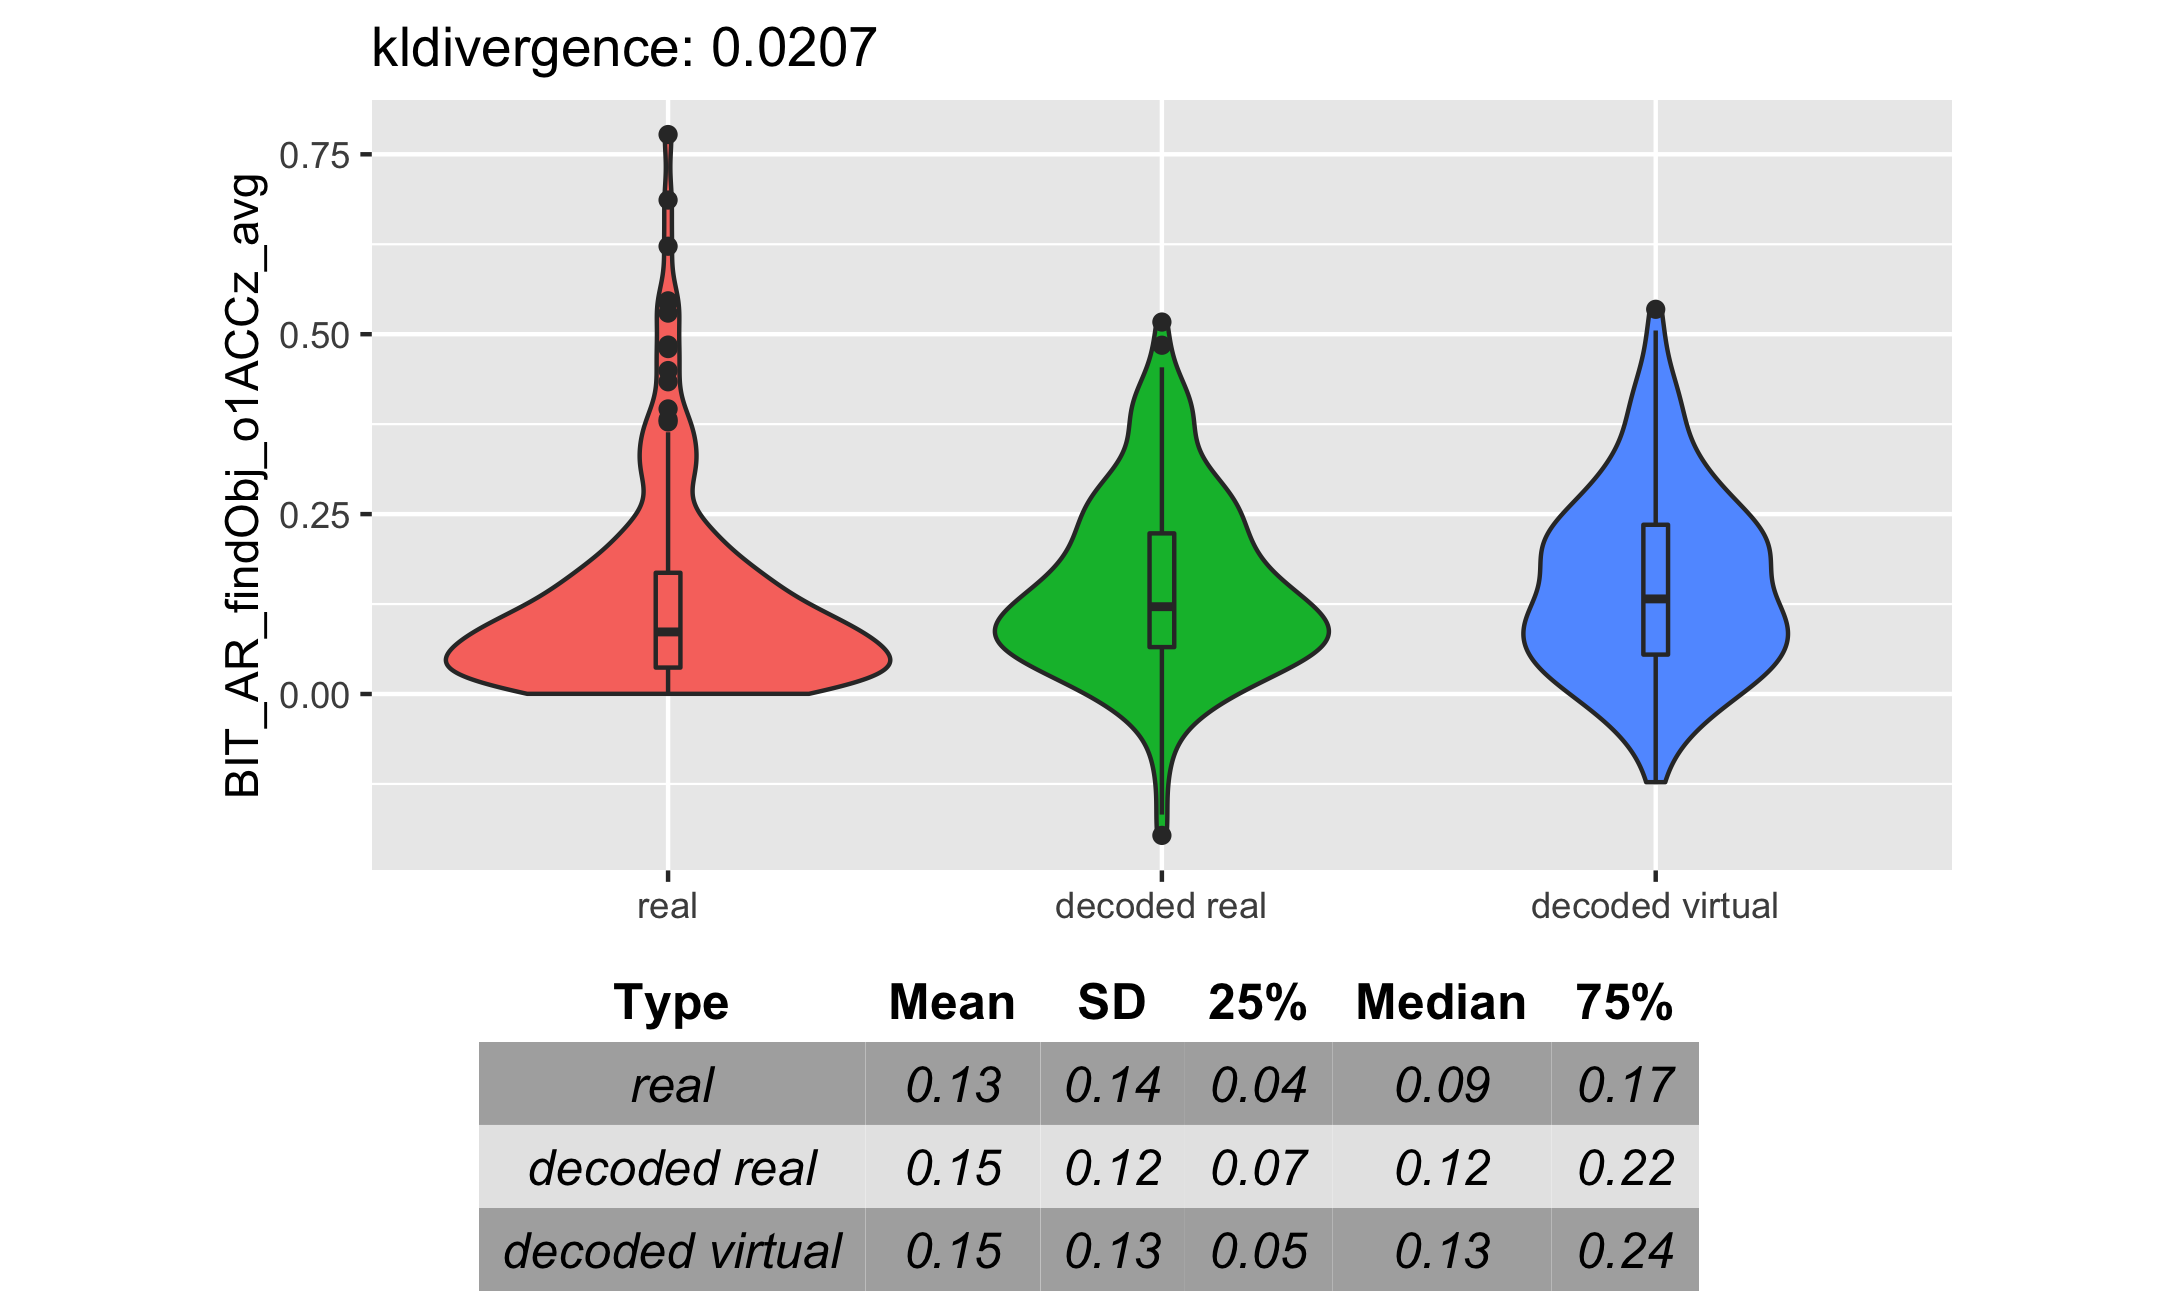 kldivergence: 0.0207
BIT_AR_findObj_o1ACCz_avg
0.75
0.50
0.25
0.00
real decoded real decoded virtual
Type Mean SD 25% Median 75%
real 0.13 0.14 0.04 0.09 0.17
decoded real 0.15 0.12 0.07 0.12 0.22
decoded virtual 0.15 0.13 0.05 0.13 0.24